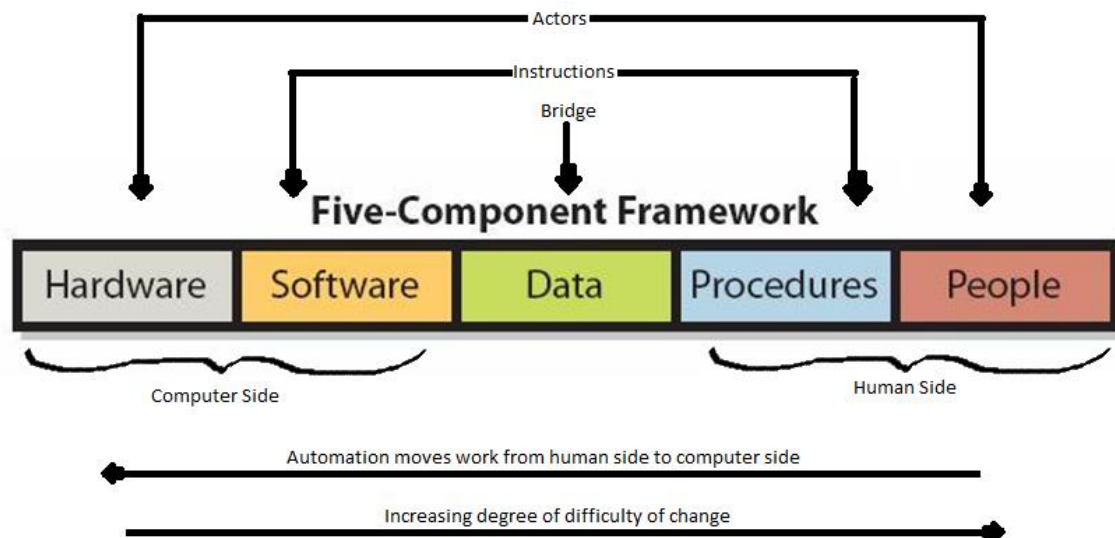 Actors
Instructions
Bridge
Five-Component Framework
Hardware Software Data Procedures People
Computer Side Human Side
Automation moves work from human side to computer side
Increasing degree of difficulty of change